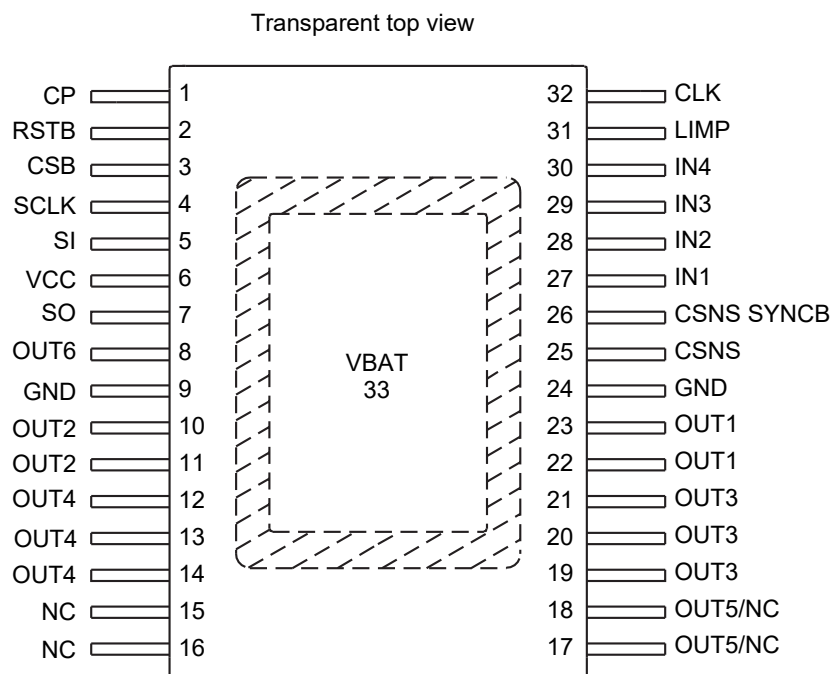 Transparent top view
CP 1 32 CLK
RSTB 2 31 LIMP
CSB 3 30 IN4
SCLK 4 29 IN3
SI 5 28 IN2
VCC 6 27 IN1
SO 7 26 CSNS SYNCB
OUT6 8 25 CSNS
VBAT
33
GND 9 24 GND
OUT2 10 23 OUT1
OUT2 11 22 OUT1
OUT4 12 21 OUT3
OUT4 13 20 OUT3
OUT4 14 19 OUT3
NC 15 18 OUT5/NC
NC 16 17 OUT5/NC